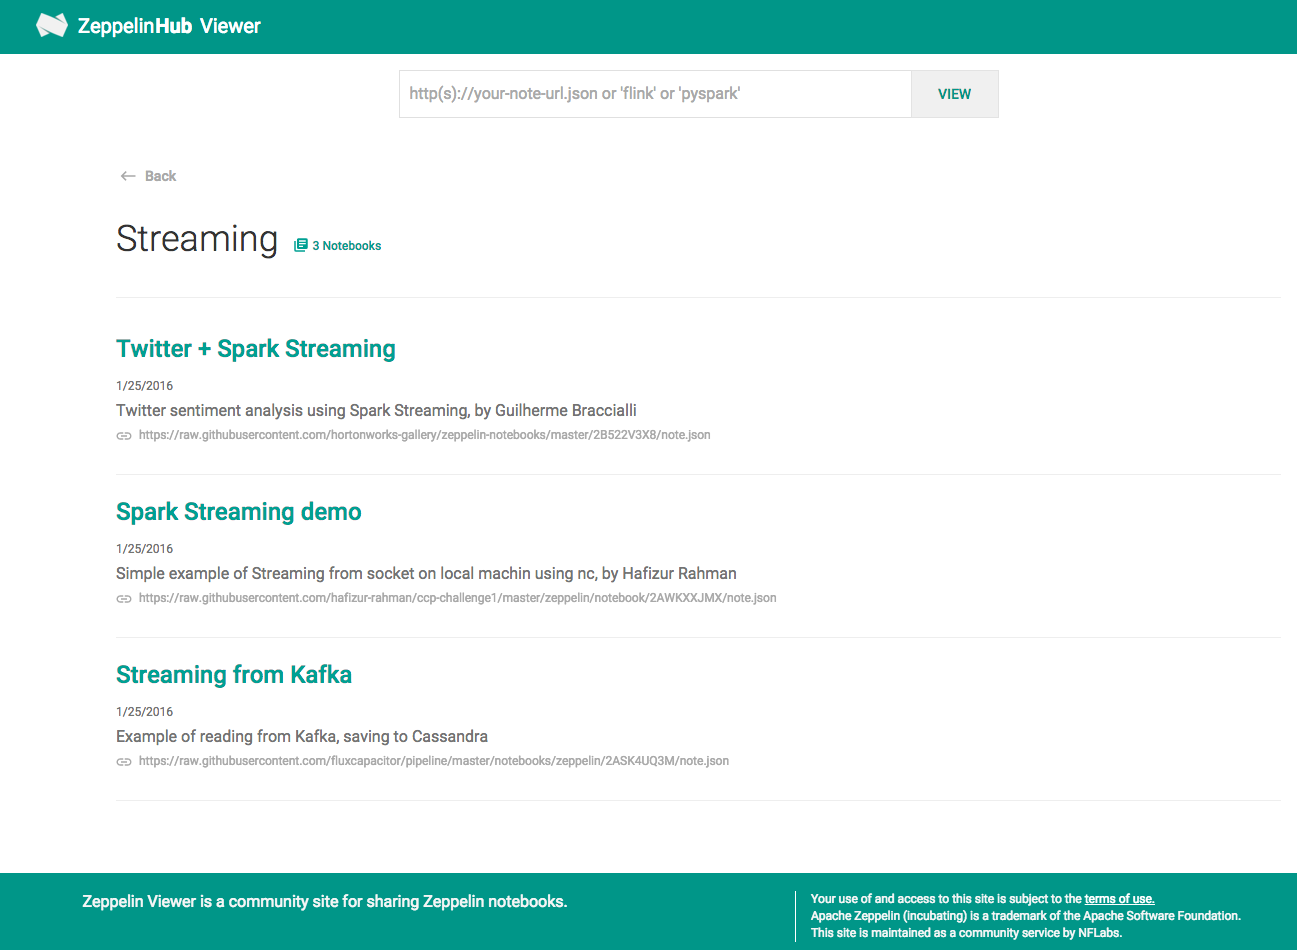 ZeppelinHub Viewer
http(s)://your-note-url.json or 'flink' or 'pyspark'
VIEW
Back
Streaming
3 Notebooks
Twitter + Spark Streaming
1/25/2016
Twitter sentiment analysis using Spark Streaming, by Guilherme Braccialli
https://raw.githubusercontent.com/hortonworks-gallery/zeppelin-notebooks/master/2B522V3X8/note.json
Spark Streaming demo
1/25/2016
Simple example of Streaming from socket on local machin using nc, by Hafizur Rahman
https://raw.githubusercontent.com/hafizur-rahman/ccp-challenge1/master/zeppelin/notebook/2AWKXXJMX/note.json
Streaming from Kafka
1/25/2016
Example of reading from Kafka, saving to Cassandra
https://raw.githubusercontent.com/fluxcapacitor/pipeline/master/notebooks/zeppelin/2ASK4UQ3M/note.json
Zeppelin Viewer is a community site for sharing Zeppelin notebooks.
Your use of and access to this site is subject to the terms of use.
Apache Zeppelin (incubating) is a trademark of the Apache Software Foundation.
This site is maintained as a community service by NFLabs.